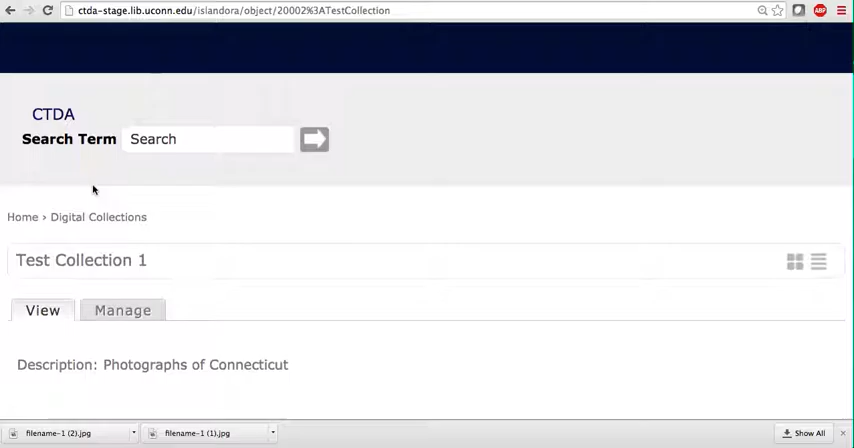 ctda-stage.lib.uconn.edu/islandora/object/20002%3ATestCollection
ABP
CTDA
Search Term Search
Home › Digital Collections
Test Collection 1
View Manage
Description: Photographs of Connecticut
filename-1 (2).jpg filename-1 (1).jpg Show All